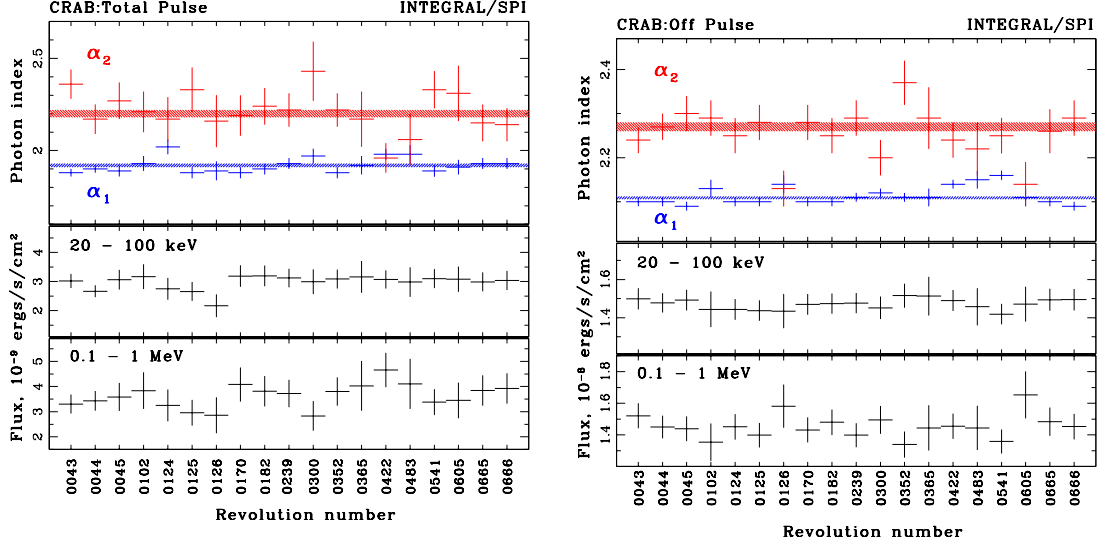 CRAB:Total Pulse INTEGRAL/SPI
Photon index
2.5
2
α₂
α₁
20 – 100 keV
4
3
2
0.1 – 1 MeV
5
4
3
2
Flux, 10⁻⁹ ergs/s/cm²
0043 0044 0045 0102 0124 0125 0126 0170 0182 0239 0300 0352 0365 0422 0483 0541 0605 0665 0666
Revolution number
CRAB:Off Pulse INTEGRAL/SPI
Photon index
2.4
2.2
α₂
α₁
20 – 100 keV
1.6
1.4
0.1 – 1 MeV
1.8
1.6
1.4
Flux, 10⁻⁸ ergs/s/cm²
0043 0044 0045 0102 0124 0125 0126 0170 0182 0239 0300 0352 0365 0422 0483 0541 0605 0665 0666
Revolution number